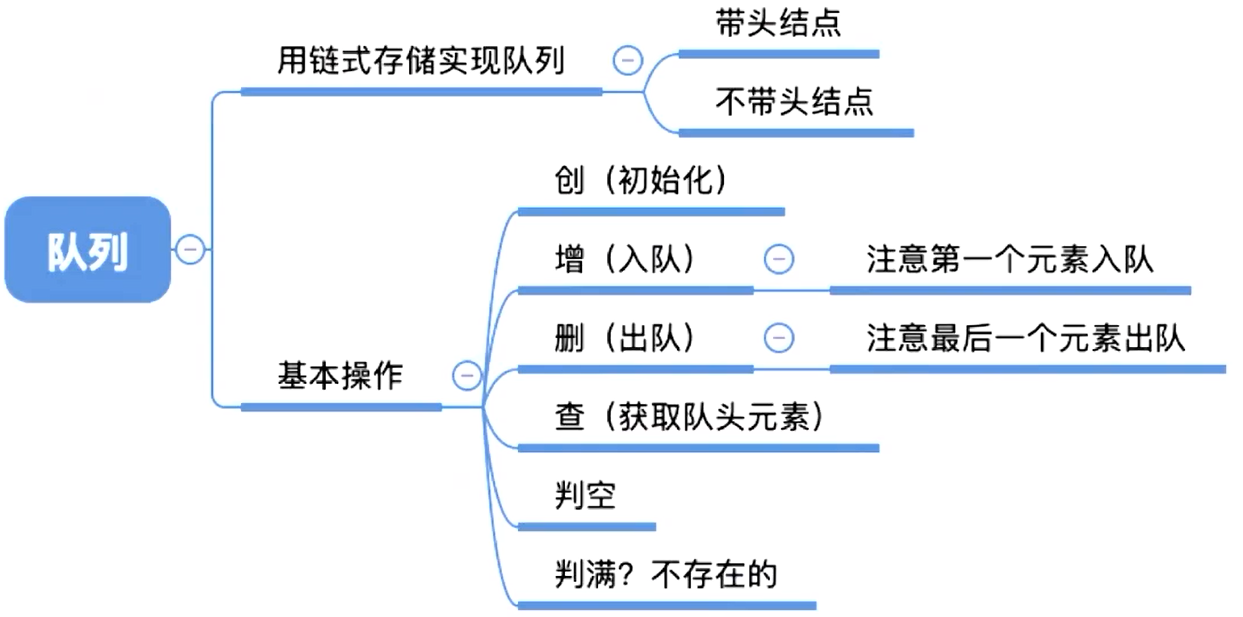 队列
用链式存储实现队列
带头结点
不带头结点
基本操作
创（初始化）
增（入队）
注意第一个元素入队
删（出队）
注意最后一个元素出队
查（获取队头元素）
判空
判满？不存在的